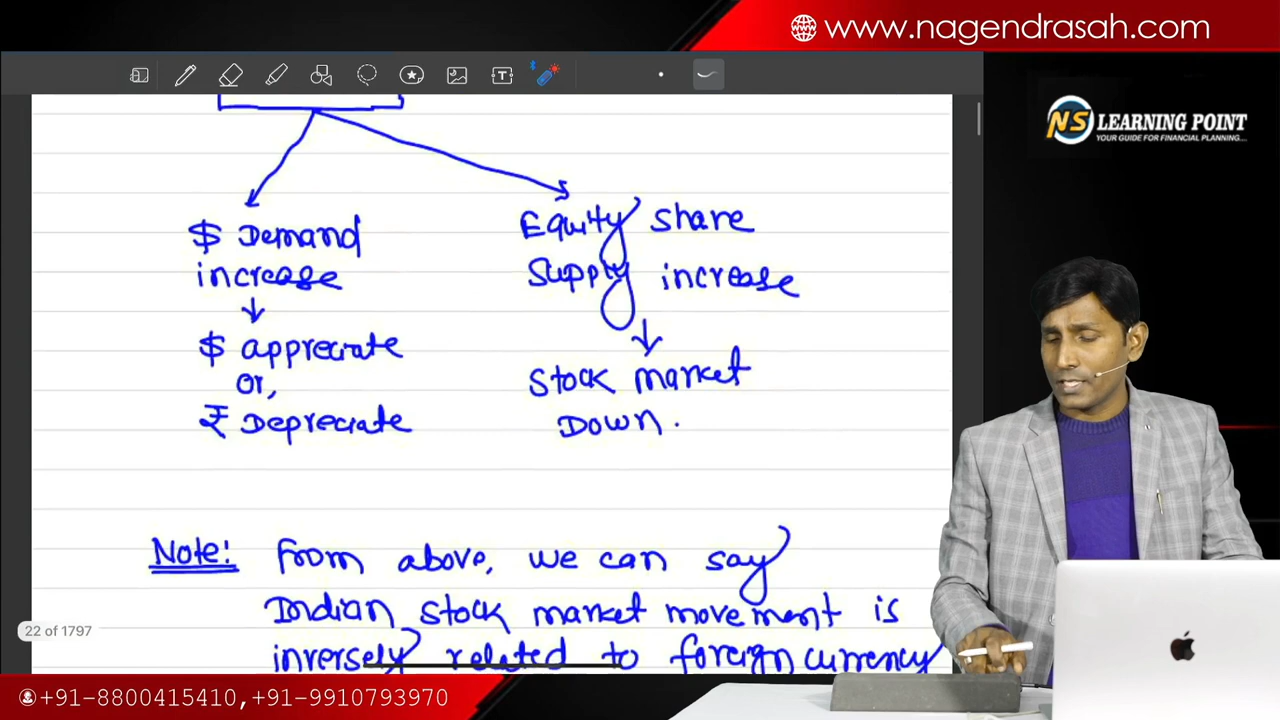 www.nagendrasah.com
NS LEARNING POINT
YOUR GUIDE FOR FINANCIAL PLANNING...
$ Demand
increase
↓
$ appreciate
or,
₹ Depreciate
Equity share
supply increase
↓
Stock market
Down.
Note: From above, we can say
Indian stock market movement is
inversely related to foreign currency
22 of 1797
+91-8800415410,+91-9910793970